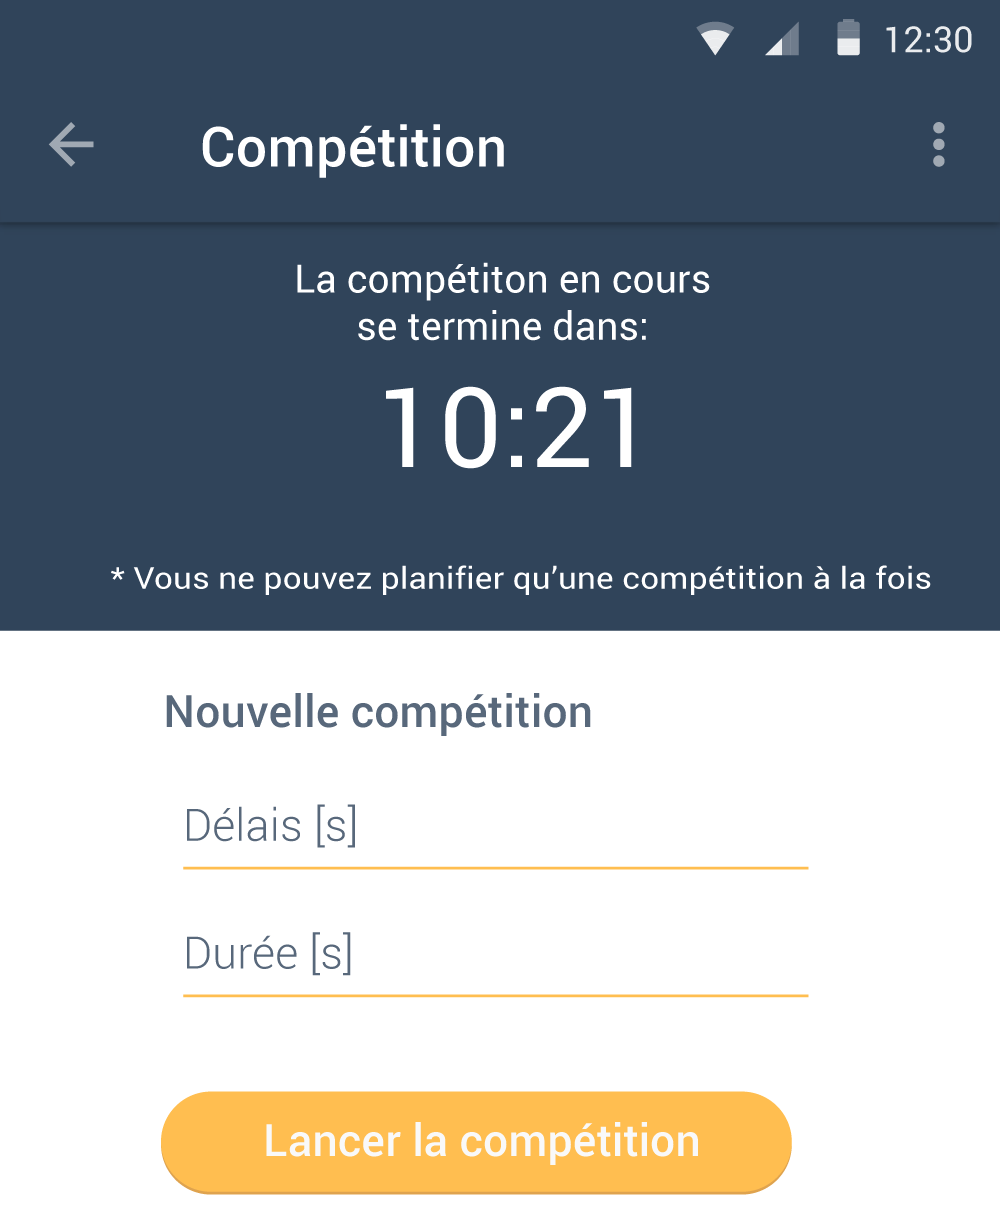 12:30
Compétition
La compétiton en cours
se termine dans:
10:21
* Vous ne pouvez planifier qu’une compétition à la fois
Nouvelle compétition
Délais [s]
Durée [s]
Lancer la compétition